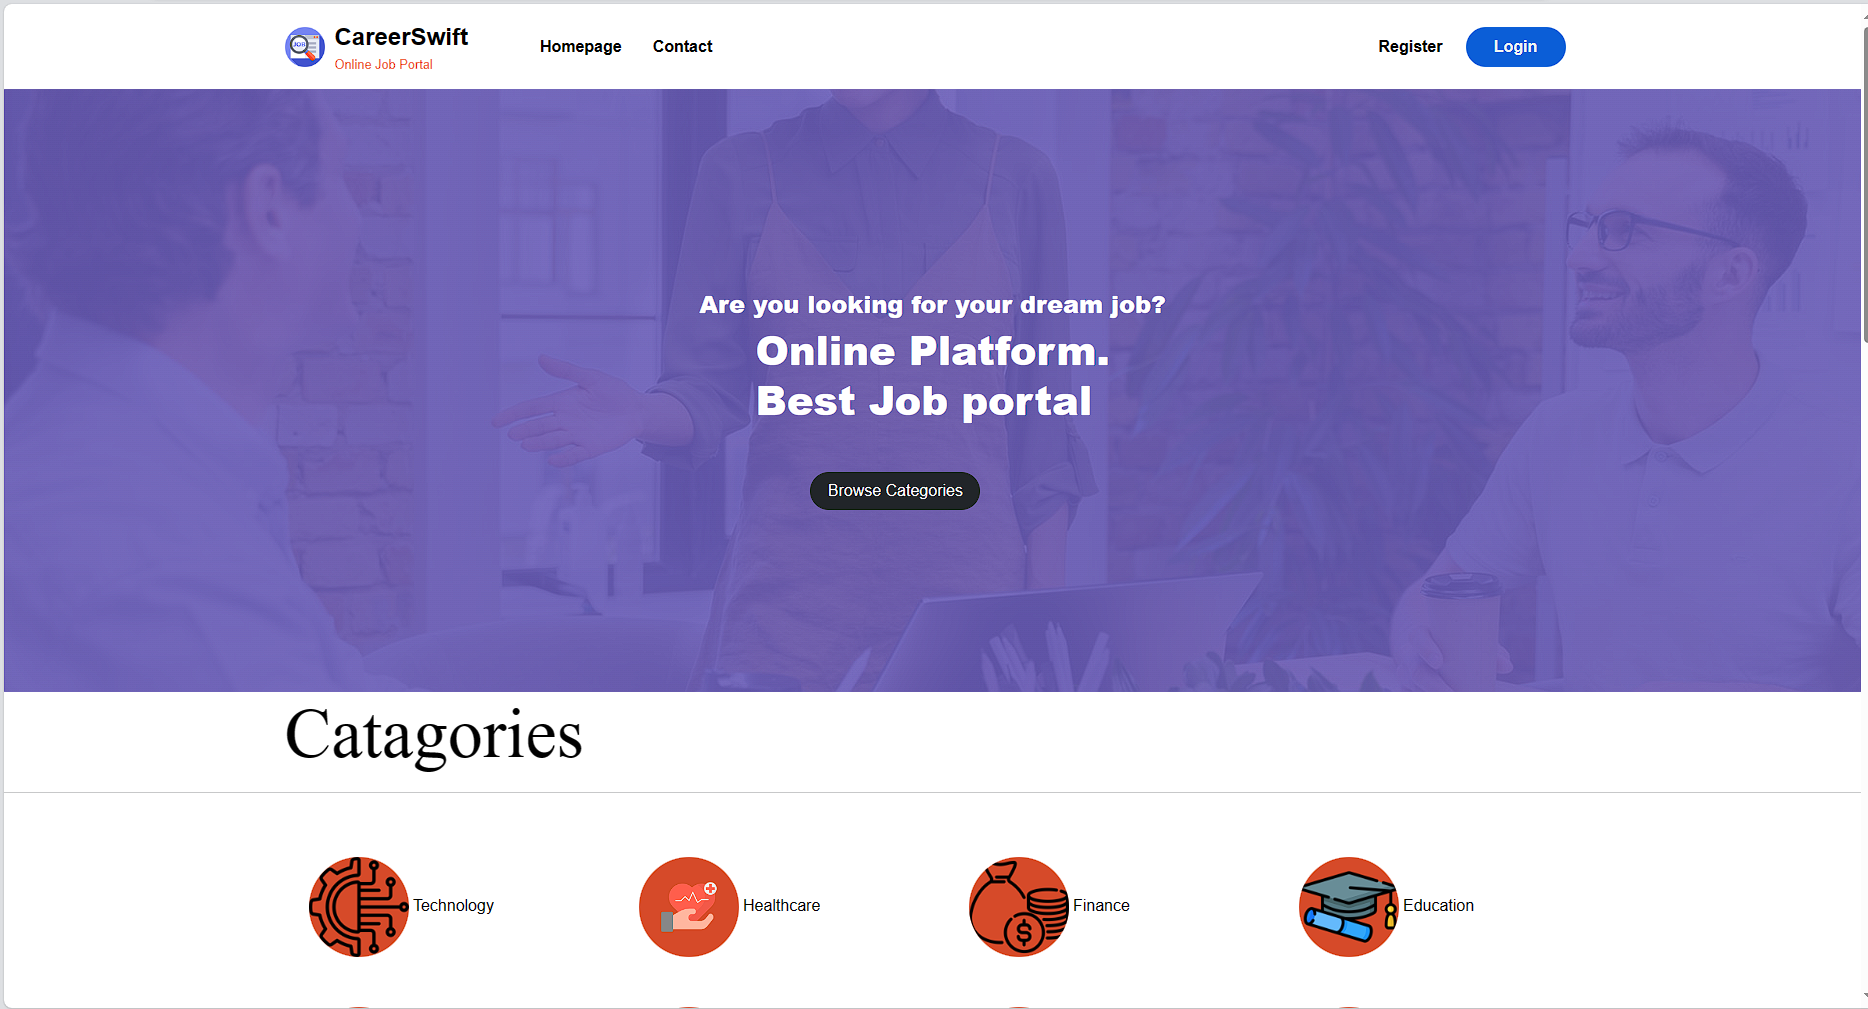 CareerSwift
Online Job Portal
Homepage
Contact
Register
Login
Are you looking for your dream job?
Online Platform.
Best Job portal
Browse Categories
Catagories
Technology
Healthcare
Finance
Education
JOB
$